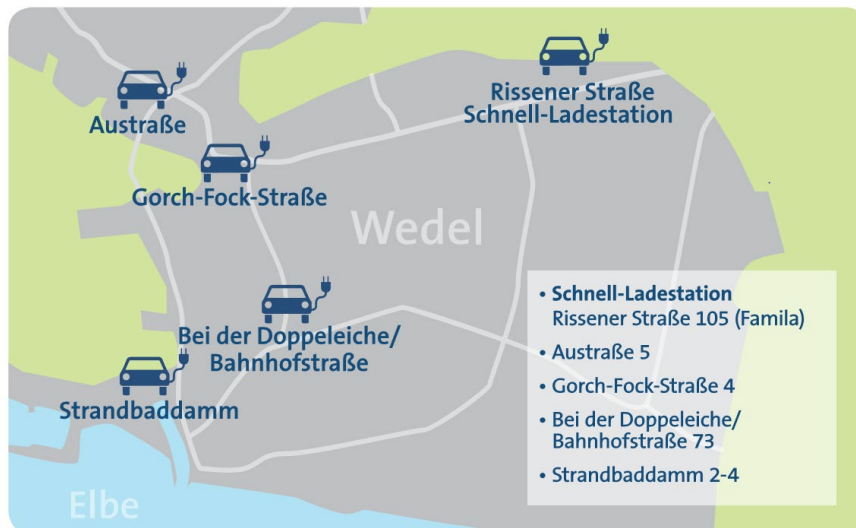 Rissener Straße
Schnell-Ladestation
Austraße
Gorch-Fock-Straße
Wedel
Bei der Doppeleiche/
Bahnhofstraße
Strandbaddamm
Elbe
• Schnell-Ladestation
Rissener Straße 105 (Famila)
• Austraße 5
• Gorch-Fock-Straße 4
• Bei der Doppeleiche/
Bahnhofstraße 73
• Strandbaddamm 2-4